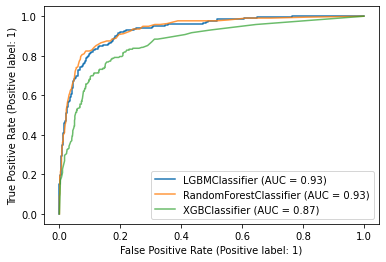 1.0
0.8
0.6
0.4
0.2
0.0
True Positive Rate (Positive label: 1)
LGBMClassifier (AUC = 0.93)
RandomForestClassifier (AUC = 0.93)
XGBClassifier (AUC = 0.87)
0.0 0.2 0.4 0.6 0.8 1.0
False Positive Rate (Positive label: 1)